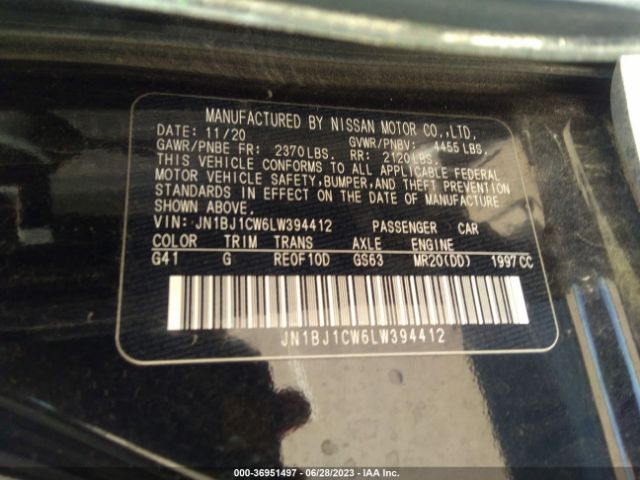 MANUFACTURED BY NISSAN MOTOR CO.,LTD.
DATE: 11/20 GVWR/PNBV: 4455 LBS.
GAWR/PNBE FR: 2370 LBS. RR: 2120 LBS.
THIS VEHICLE CONFORMS TO ALL APPLICABLE FEDERAL
MOTOR VEHICLE SAFETY, BUMPER, AND THEFT PREVENTION
STANDARDS IN EFFECT ON THE DATE OF MANUFACTURE
SHOWN ABOVE.
VIN: JN1BJ1CW6LW394412 PASSENGER CAR
COLOR TRIM TRANS AXLE ENGINE
G41 G RE0F10D GS63 MR20(DD) 1997 CC
JN1BJ1CW6LW394412
000-36951497 - 06/28/2023 - IAA Inc.